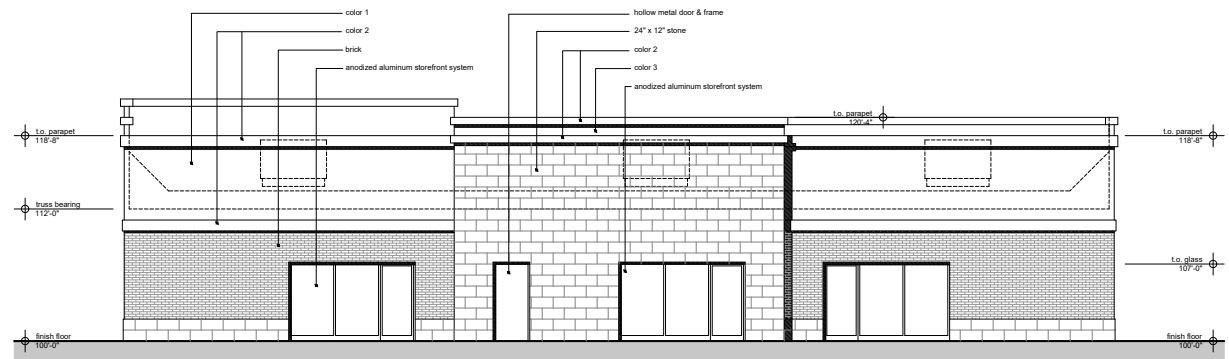 color 1
color 2
brick
anodized aluminum storefront system
hollow metal door & frame
24" x 12" stone
color 2
color 3
anodized aluminum storefront system
t.o. parapet
118'-8"
t.o. parapet
120'-4"
t.o. parapet
118'-8"
truss bearing
112'-0"
t.o. glass
107'-0"
finish floor
100'-0"
finish floor
100'-0"